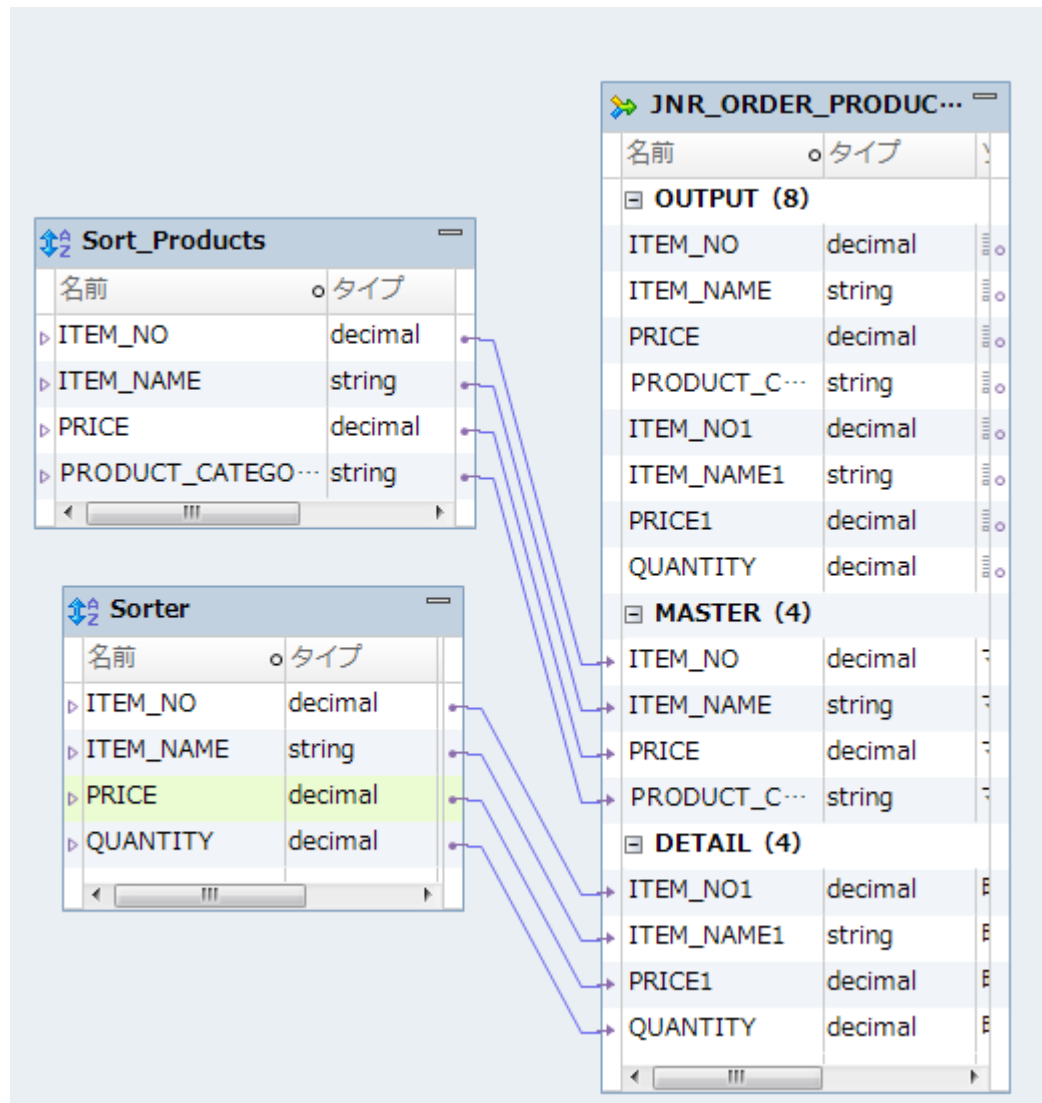 Sort_Products
名前 タイプ
ITEM_NO decimal
ITEM_NAME string
PRICE decimal
PRODUCT_CATEGO… string
Sorter
名前 タイプ
ITEM_NO decimal
ITEM_NAME string
PRICE decimal
QUANTITY decimal
JNR_ORDER_PRODUC…
名前 タイプ
OUTPUT (8)
ITEM_NO decimal
ITEM_NAME string
PRICE decimal
PRODUCT_C… string
ITEM_NO1 decimal
ITEM_NAME1 string
PRICE1 decimal
QUANTITY decimal
MASTER (4)
ITEM_NO decimal
ITEM_NAME string
PRICE decimal
PRODUCT_C… string
DETAIL (4)
ITEM_NO1 decimal
ITEM_NAME1 string
PRICE1 decimal
QUANTITY decimal